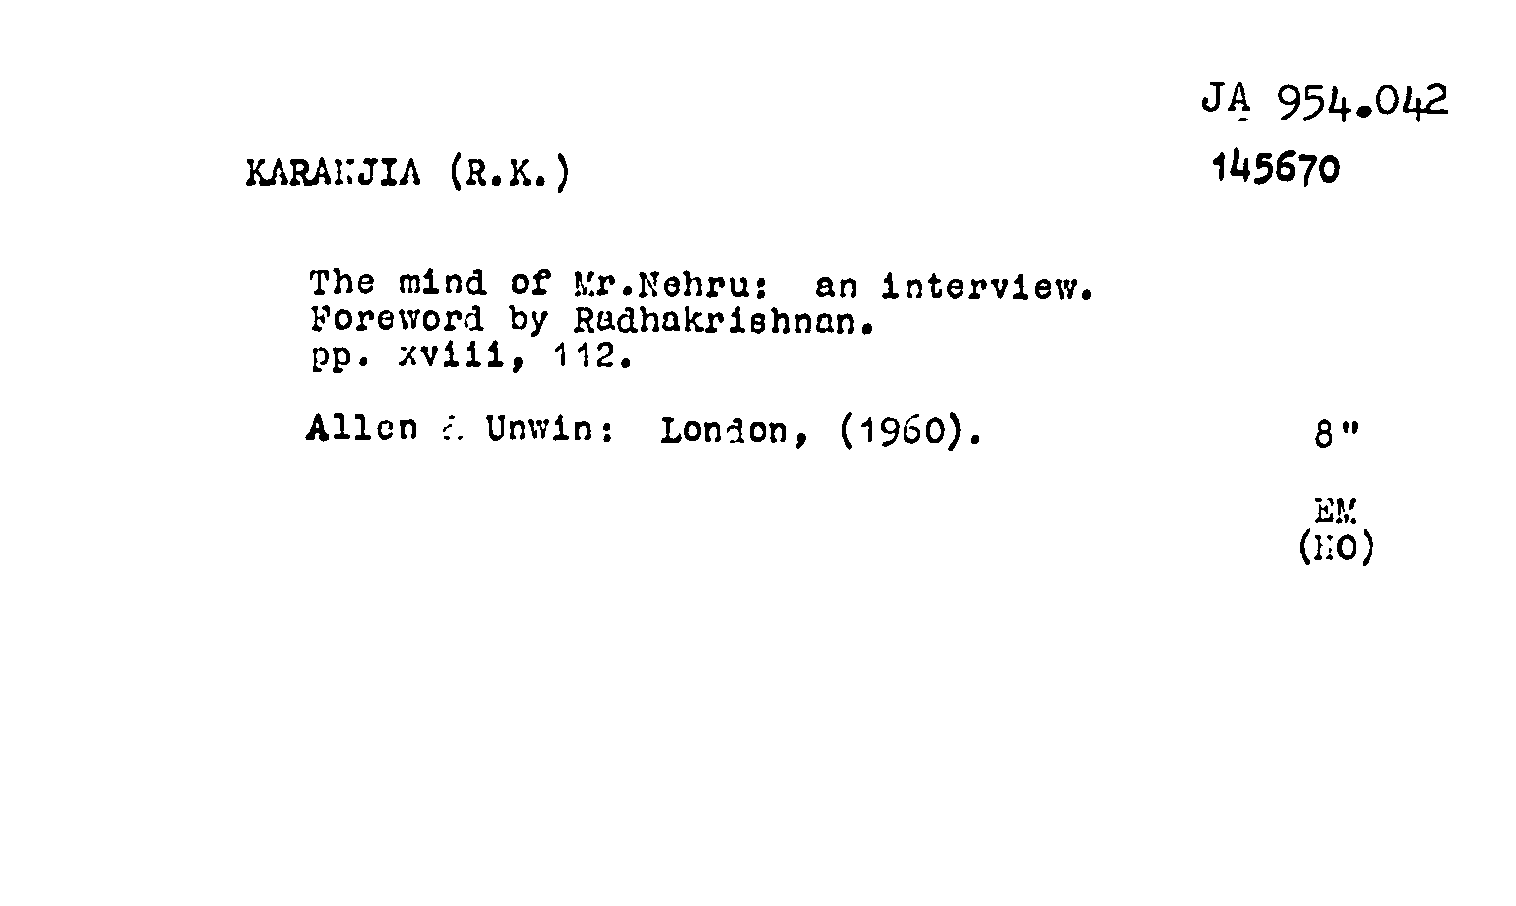 JA 954.042
KARANJIA (R.K.) 145670
The mind of Mr.Nehru: an interview.
Foreword by Radhakrishnan.
pp. xviii, 112.
Allen & Unwin: London, (1960). 8"
EM
(HO)